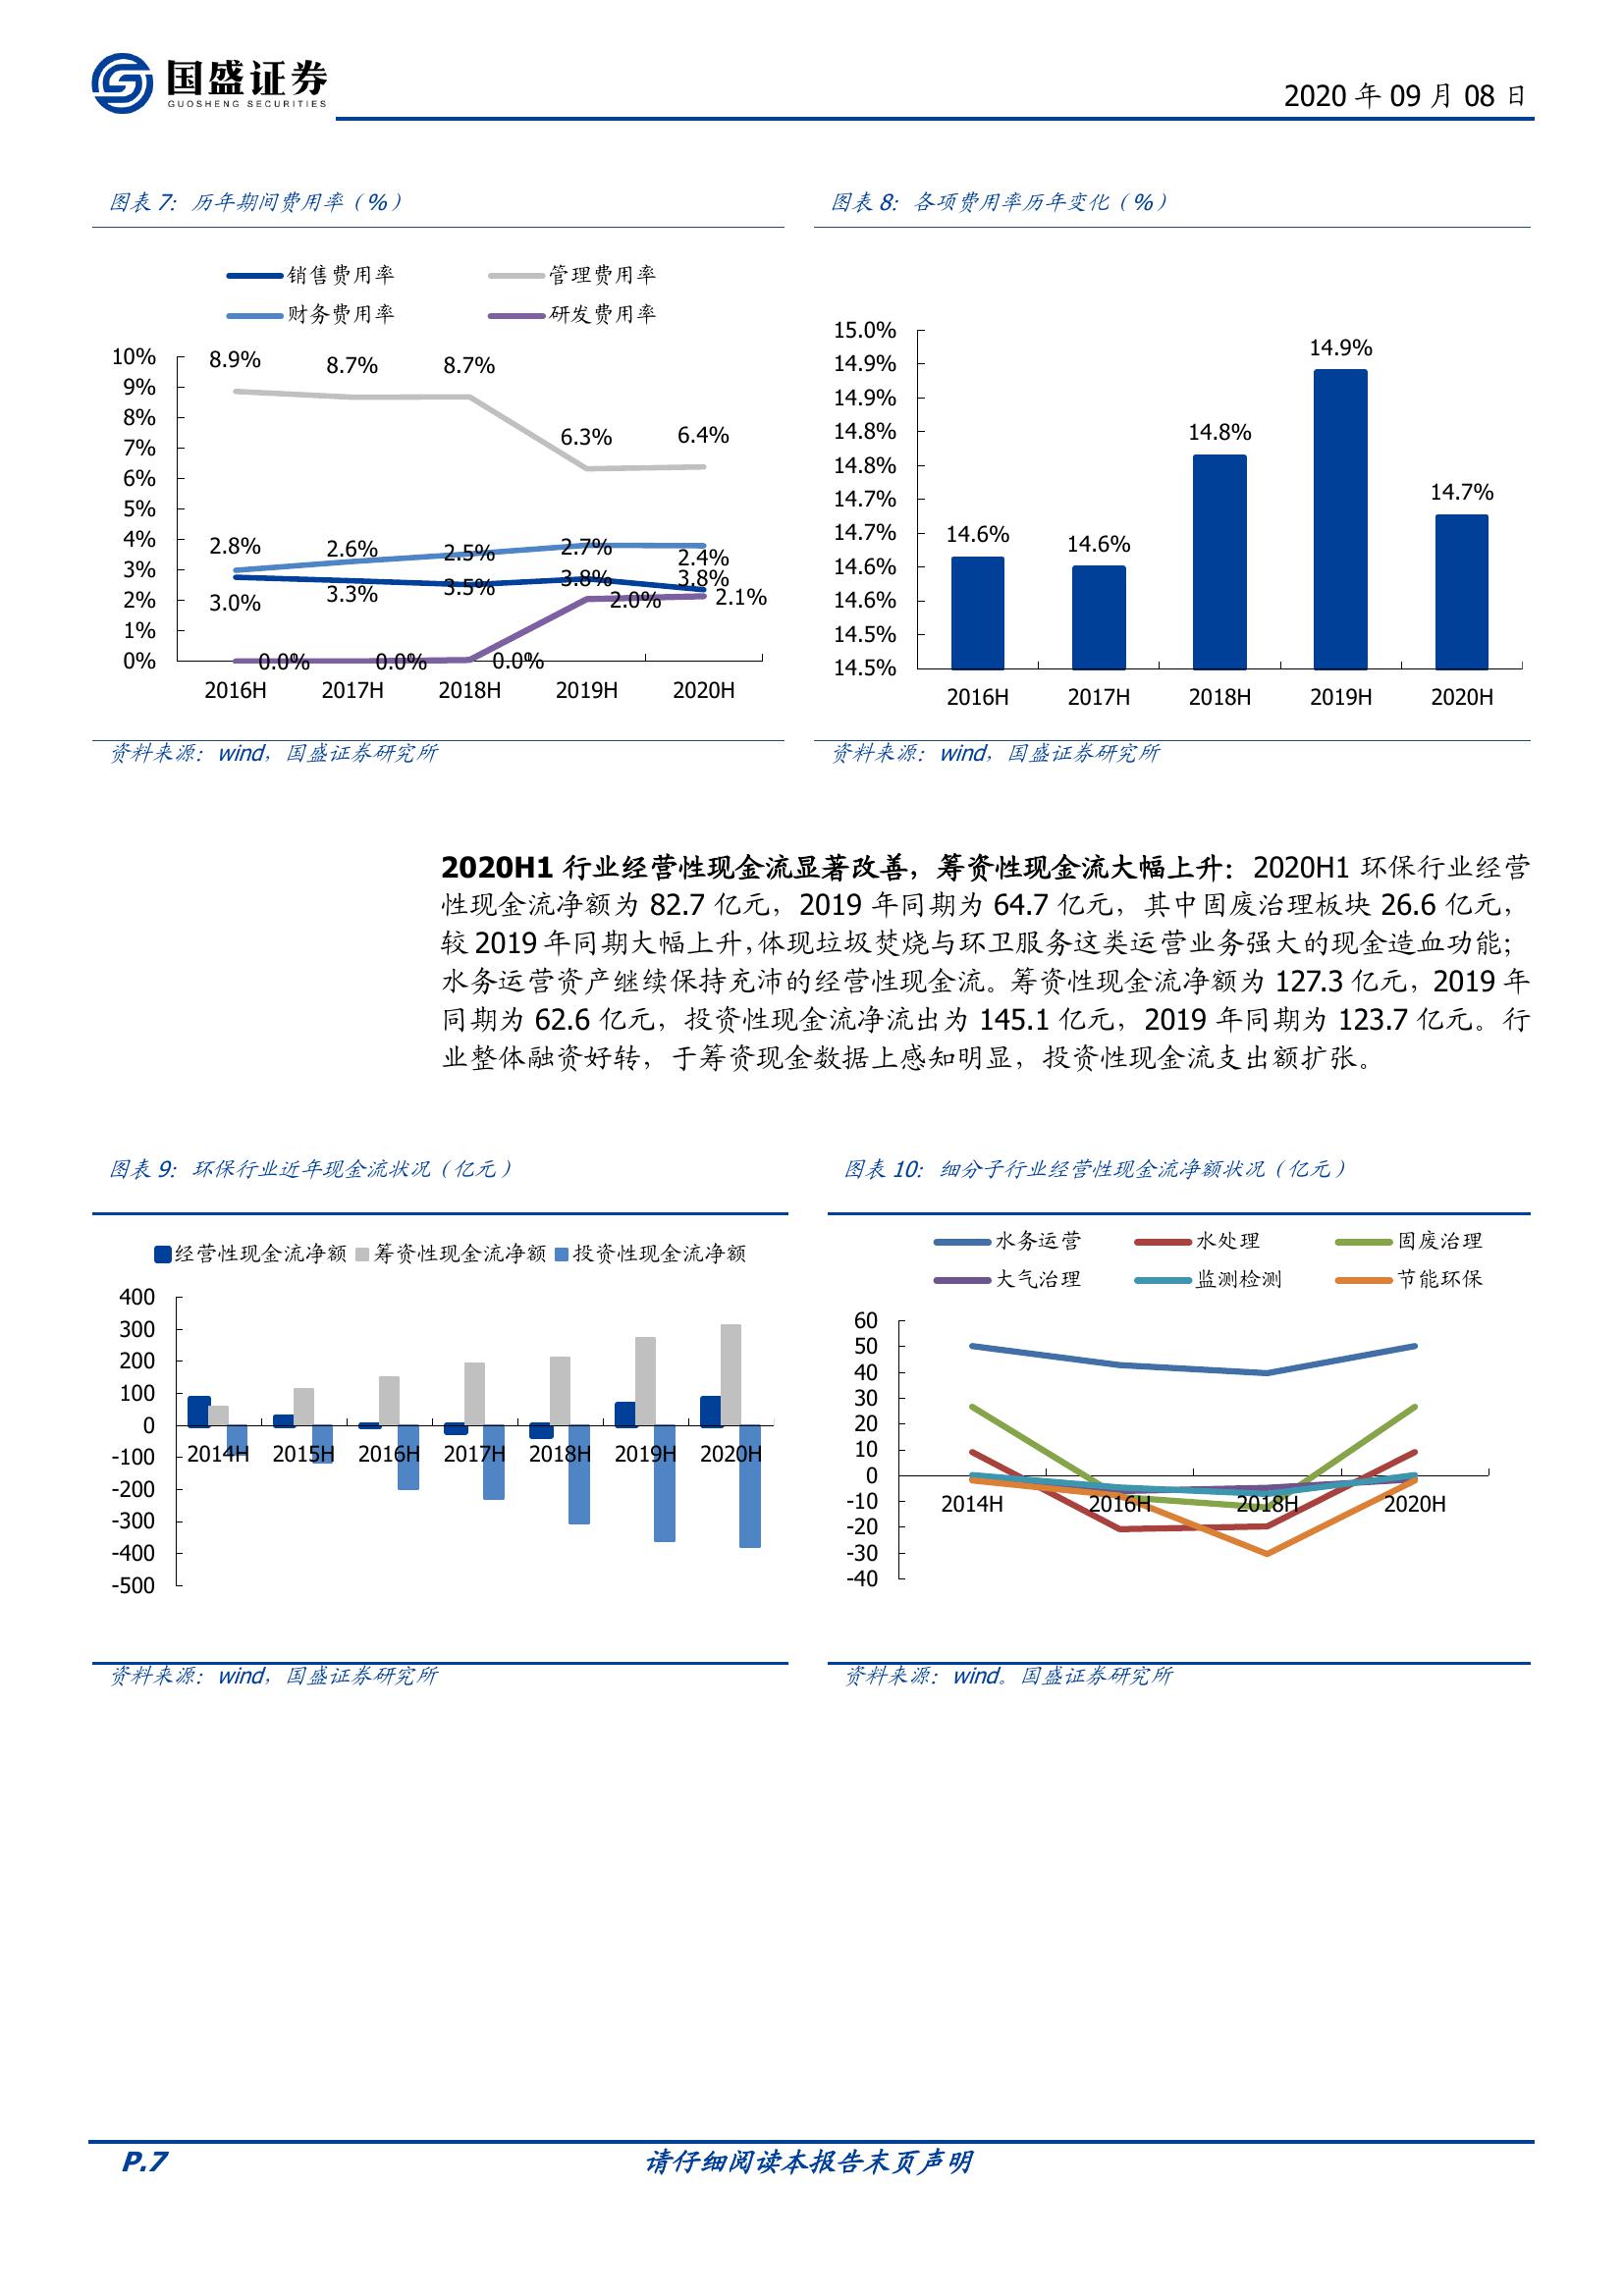 国盛证券
GUOSHENG SECURITIES
2020 年 09 月 08 日
图表 7：历年期间费用率（%）
销售费用率 管理费用率
财务费用率 研发费用率
10%
9%
8%
7%
6%
5%
4%
3%
2%
1%
0%
8.9% 8.7% 8.7% 6.3% 6.4%
2.8% 2.6% 2.5% 2.7% 2.4%
3.0% 3.3% 3.5% 3.8% 3.8%
0.0% 0.0% 0.0% 2.0% 2.1%
2016H 2017H 2018H 2019H 2020H
资料来源：wind，国盛证券研究所
图表 8：各项费用率历年变化（%）
15.0%
14.9%
14.9%
14.8%
14.8%
14.7%
14.7%
14.6%
14.6%
14.5%
14.5%
14.6% 14.6% 14.8% 14.9% 14.7%
2016H 2017H 2018H 2019H 2020H
资料来源：wind，国盛证券研究所
2020H1 行业经营性现金流显著改善，筹资性现金流大幅上升：2020H1 环保行业经营
性现金流净额为 82.7 亿元，2019 年同期为 64.7 亿元，其中固废治理板块 26.6 亿元，
较 2019 年同期大幅上升，体现垃圾焚烧与环卫服务这类运营业务强大的现金造血功能；
水务运营资产继续保持充沛的经营性现金流。筹资性现金流净额为 127.3 亿元，2019 年
同期为 62.6 亿元，投资性现金流净流出为 145.1 亿元，2019 年同期为 123.7 亿元。行
业整体融资好转，于筹资现金数据上感知明显，投资性现金流支出额扩张。
图表 9：环保行业近年现金流状况（亿元）
经营性现金流净额 筹资性现金流净额 投资性现金流净额
400
300
200
100
0
-100
-200
-300
-400
-500
2014H 2015H 2016H 2017H 2018H 2019H 2020H
资料来源：wind，国盛证券研究所
图表 10：细分子行业经营性现金流净额状况（亿元）
水务运营 水处理 固废治理
大气治理 监测检测 节能环保
60
50
40
30
20
10
0
-10
-20
-30
-40
2014H 2016H 2018H 2020H
资料来源：wind。国盛证券研究所
P.7 请仔细阅读本报告末页声明